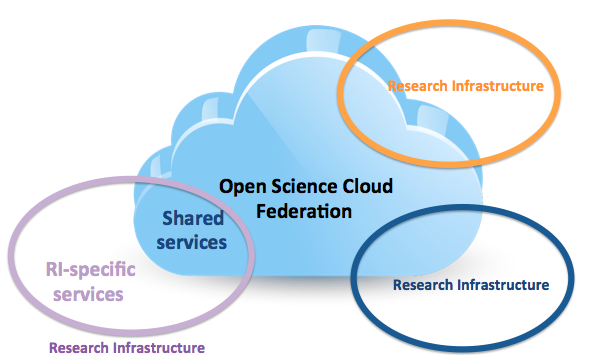 Research Infrastructure
Open Science Cloud
Federation
Shared
services
RI-specific
services
Research Infrastructure
Research Infrastructure